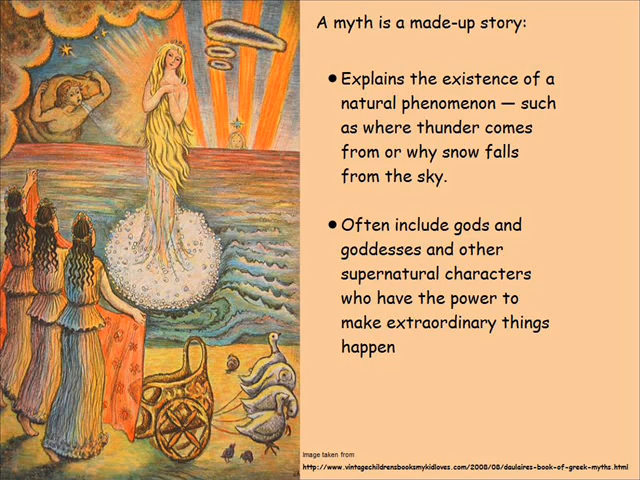 A myth is a made-up story:
• Explains the existence of a
natural phenomenon — such
as where thunder comes
from or why snow falls
from the sky.
• Often include gods and
goddesses and other
supernatural characters
who have the power to
make extraordinary things
happen
Image taken from
http://www.vintagechildrensbooksmykidloves.com/2008/08/daulaires-book-of-greek-myths.html